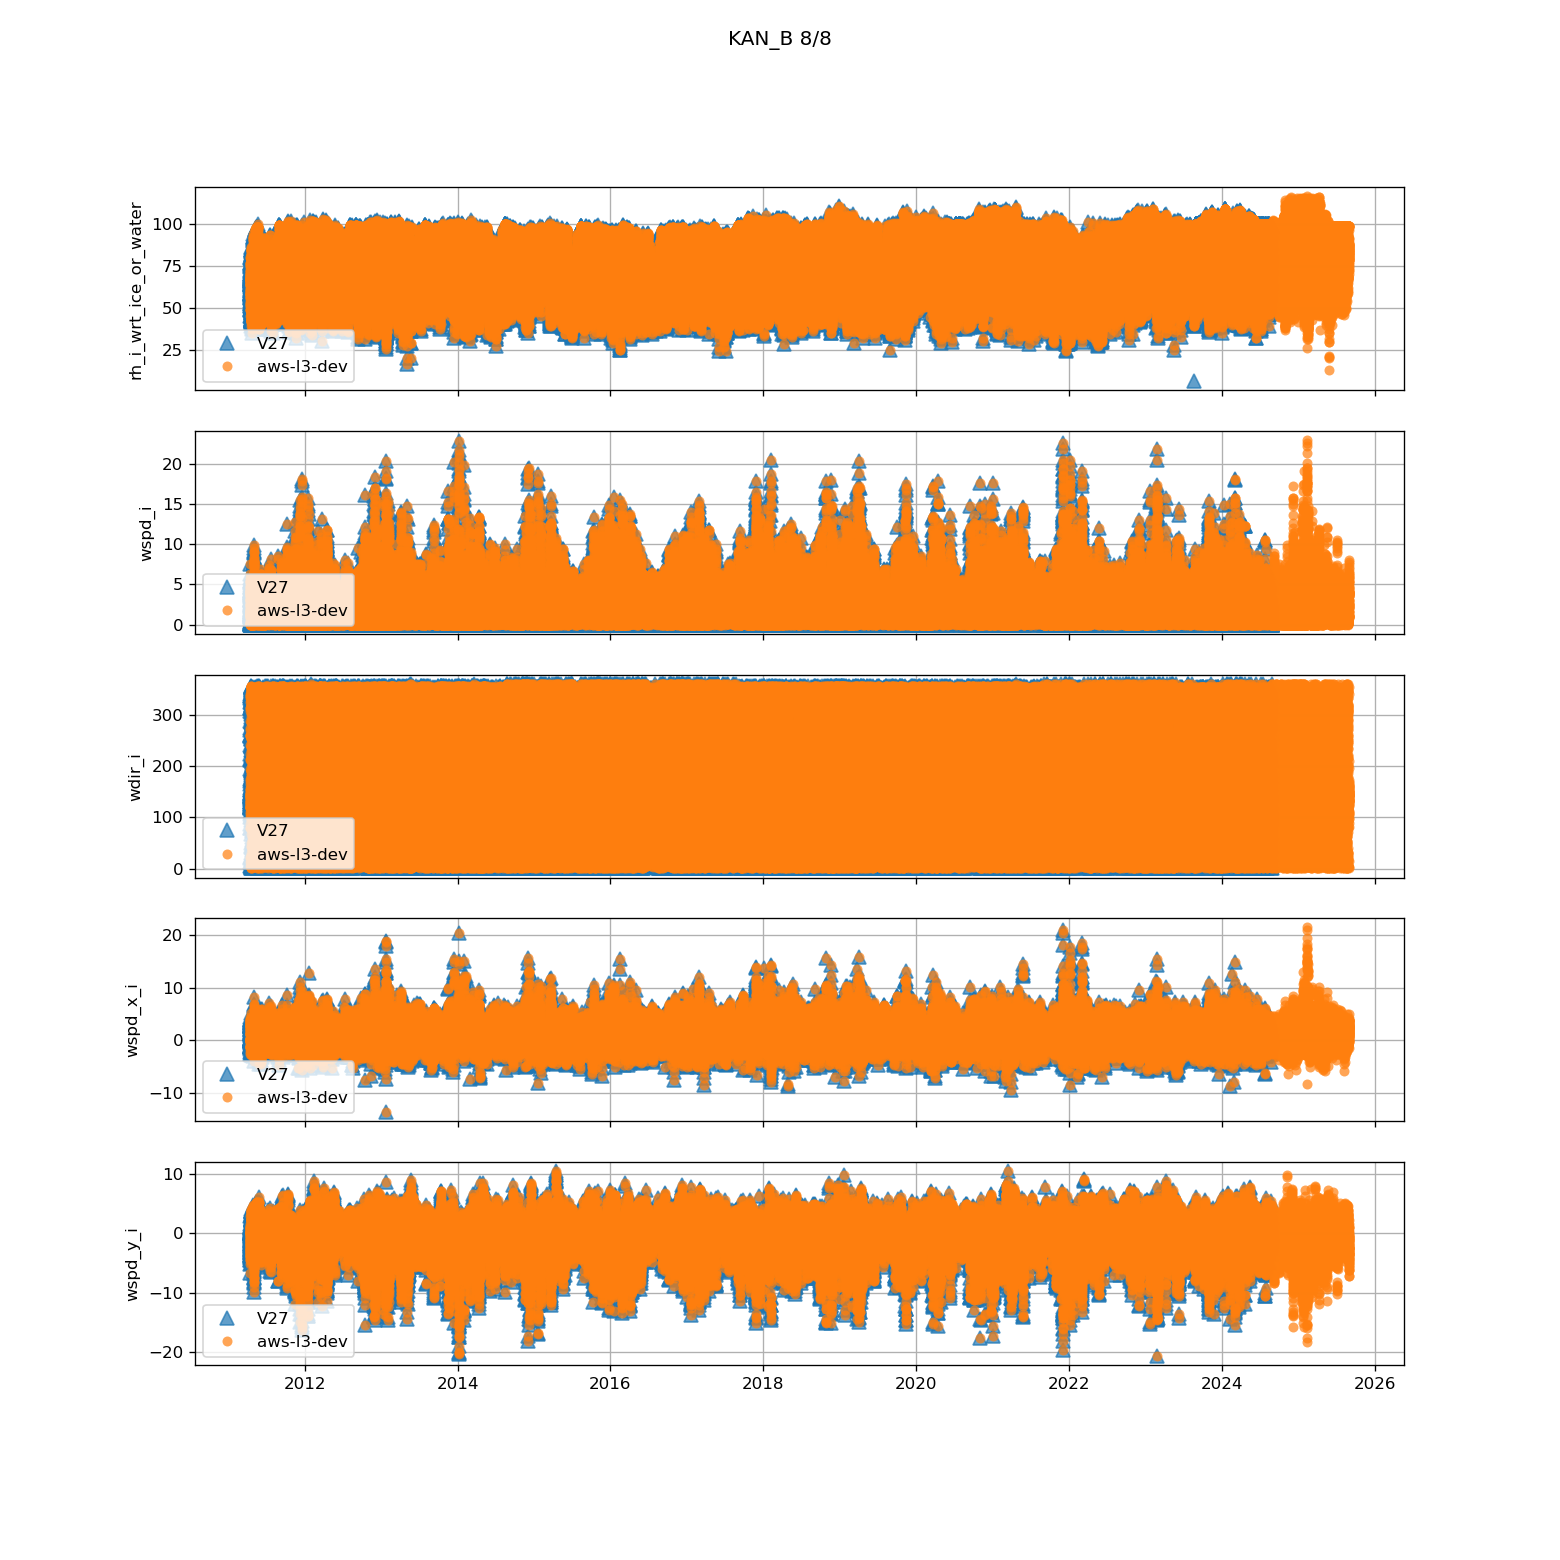 KAN_B 8/8
rh_i_wrt_ice_or_water
100
75
50
25
V27
aws-l3-dev
wspd_i
20
15
10
5
0
V27
aws-l3-dev
wdir_i
300
200
100
0
V27
aws-l3-dev
wspd_x_i
20
10
0
−10
V27
aws-l3-dev
wspd_y_i
10
0
−10
−20
V27
aws-l3-dev
2012 2014 2016 2018 2020 2022 2024 2026